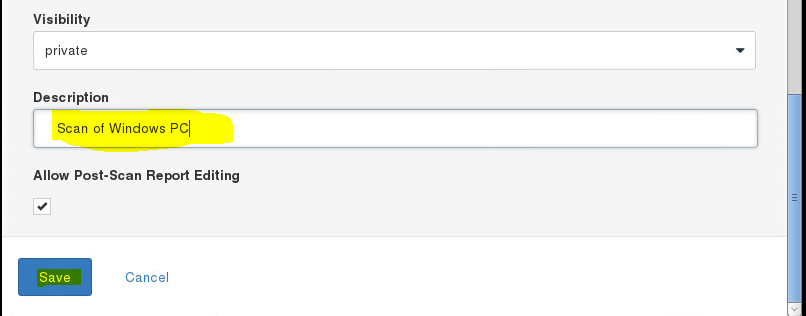 Visibility
private
Description
Scan of Windows PC
Allow Post-Scan Report Editing
Save Cancel